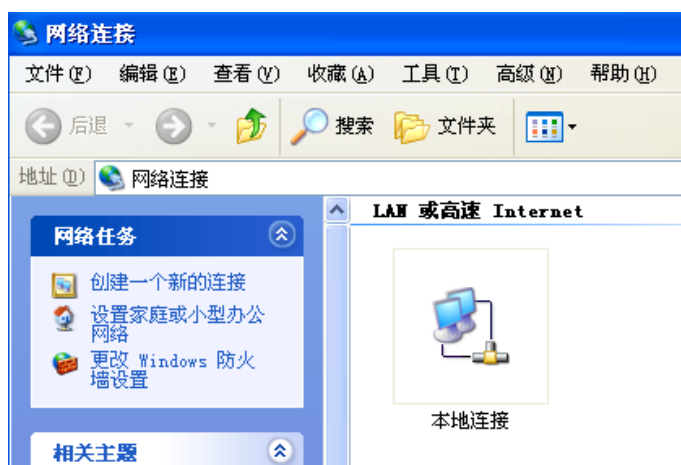 网络连接
文件(F) 编辑(E) 查看(V) 收藏(A) 工具(T) 高级(N) 帮助(H)
后退 搜索 文件夹
地址(D) 网络连接
网络任务
创建一个新的连接
设置家庭或小型办公
网络
更改 Windows 防火
墙设置
相关主题
LAN 或高速 Internet
本地连接